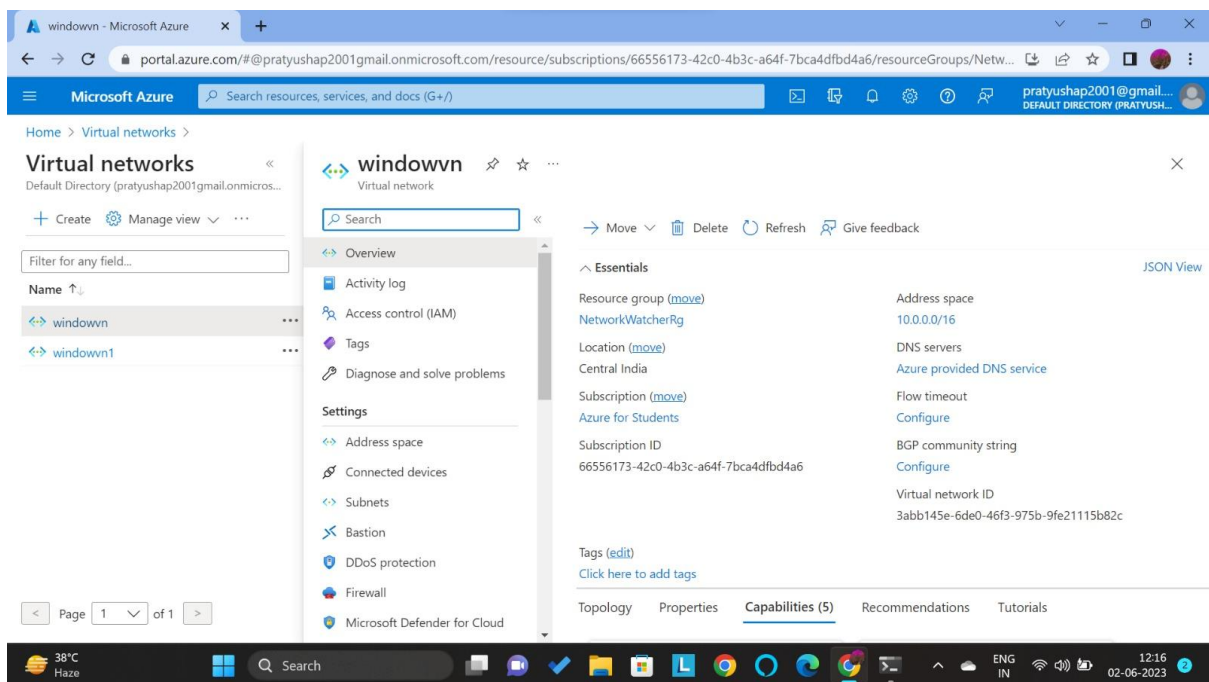 windowvn - Microsoft Azure
portal.azure.com/#@pratyushap2001gmail.onmicrosoft.com/resource/subscriptions/66556173-42c0-4b3c-a64f-7bca4dfbd4a6/resourceGroups/Netw...
Microsoft Azure
Search resources, services, and docs (G+/)
pratyushap2001@gmail....
DEFAULT DIRECTORY (PRATYUSH...
Home > Virtual networks >
Virtual networks
Default Directory (pratyushap2001gmail.onmicros...
+ Create
Manage view
Filter for any field...
Name ↑↓
windowvn
windowvn1
Page 1 of 1
windowvn
Virtual network
Search
Overview
Activity log
Access control (IAM)
Tags
Diagnose and solve problems
Settings
Address space
Connected devices
Subnets
Bastion
DDoS protection
Firewall
Microsoft Defender for Cloud
Move
Delete
Refresh
Give feedback
Essentials
JSON View
Resource group (move)
NetworkWatcherRg
Location (move)
Central India
Subscription (move)
Azure for Students
Subscription ID
66556173-42c0-4b3c-a64f-7bca4dfbd4a6
Address space
10.0.0.0/16
DNS servers
Azure provided DNS service
Flow timeout
Configure
BGP community string
Configure
Virtual network ID
3abb145e-6de0-46f3-975b-9fe21115b82c
Tags (edit)
Click here to add tags
Topology
Properties
Capabilities (5)
Recommendations
Tutorials
38°C
Haze
Search
L
ENG
IN
12:16
02-06-2023
2